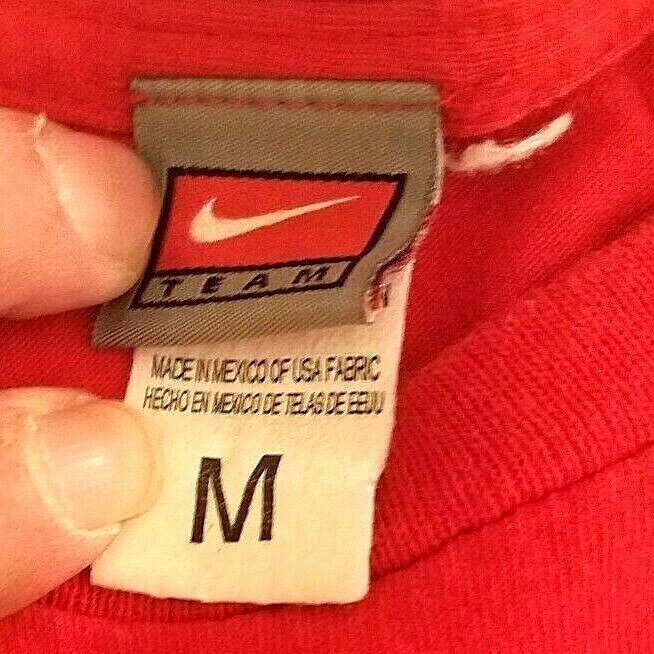 TEAM
MADE IN MEXICO OF USA FABRIC
HECHO EN MEXICO DE TELAS DE EEUU
M